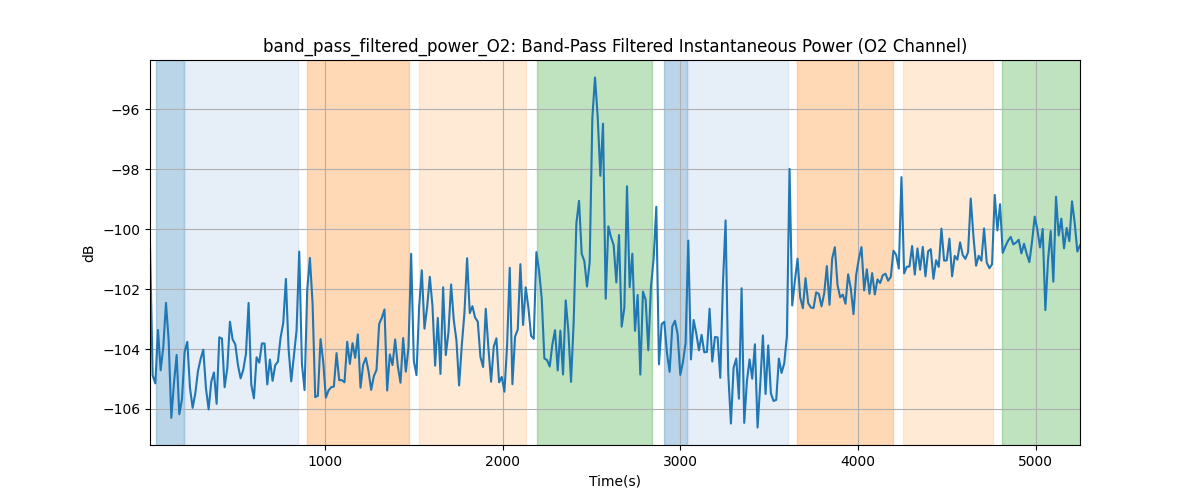 band_pass_filtered_power_O2: Band-Pass Filtered Instantaneous Power (O2 Channel)
dB
−96
−98
−100
−102
−104
−106
1000 2000 3000 4000 5000
Time(s)